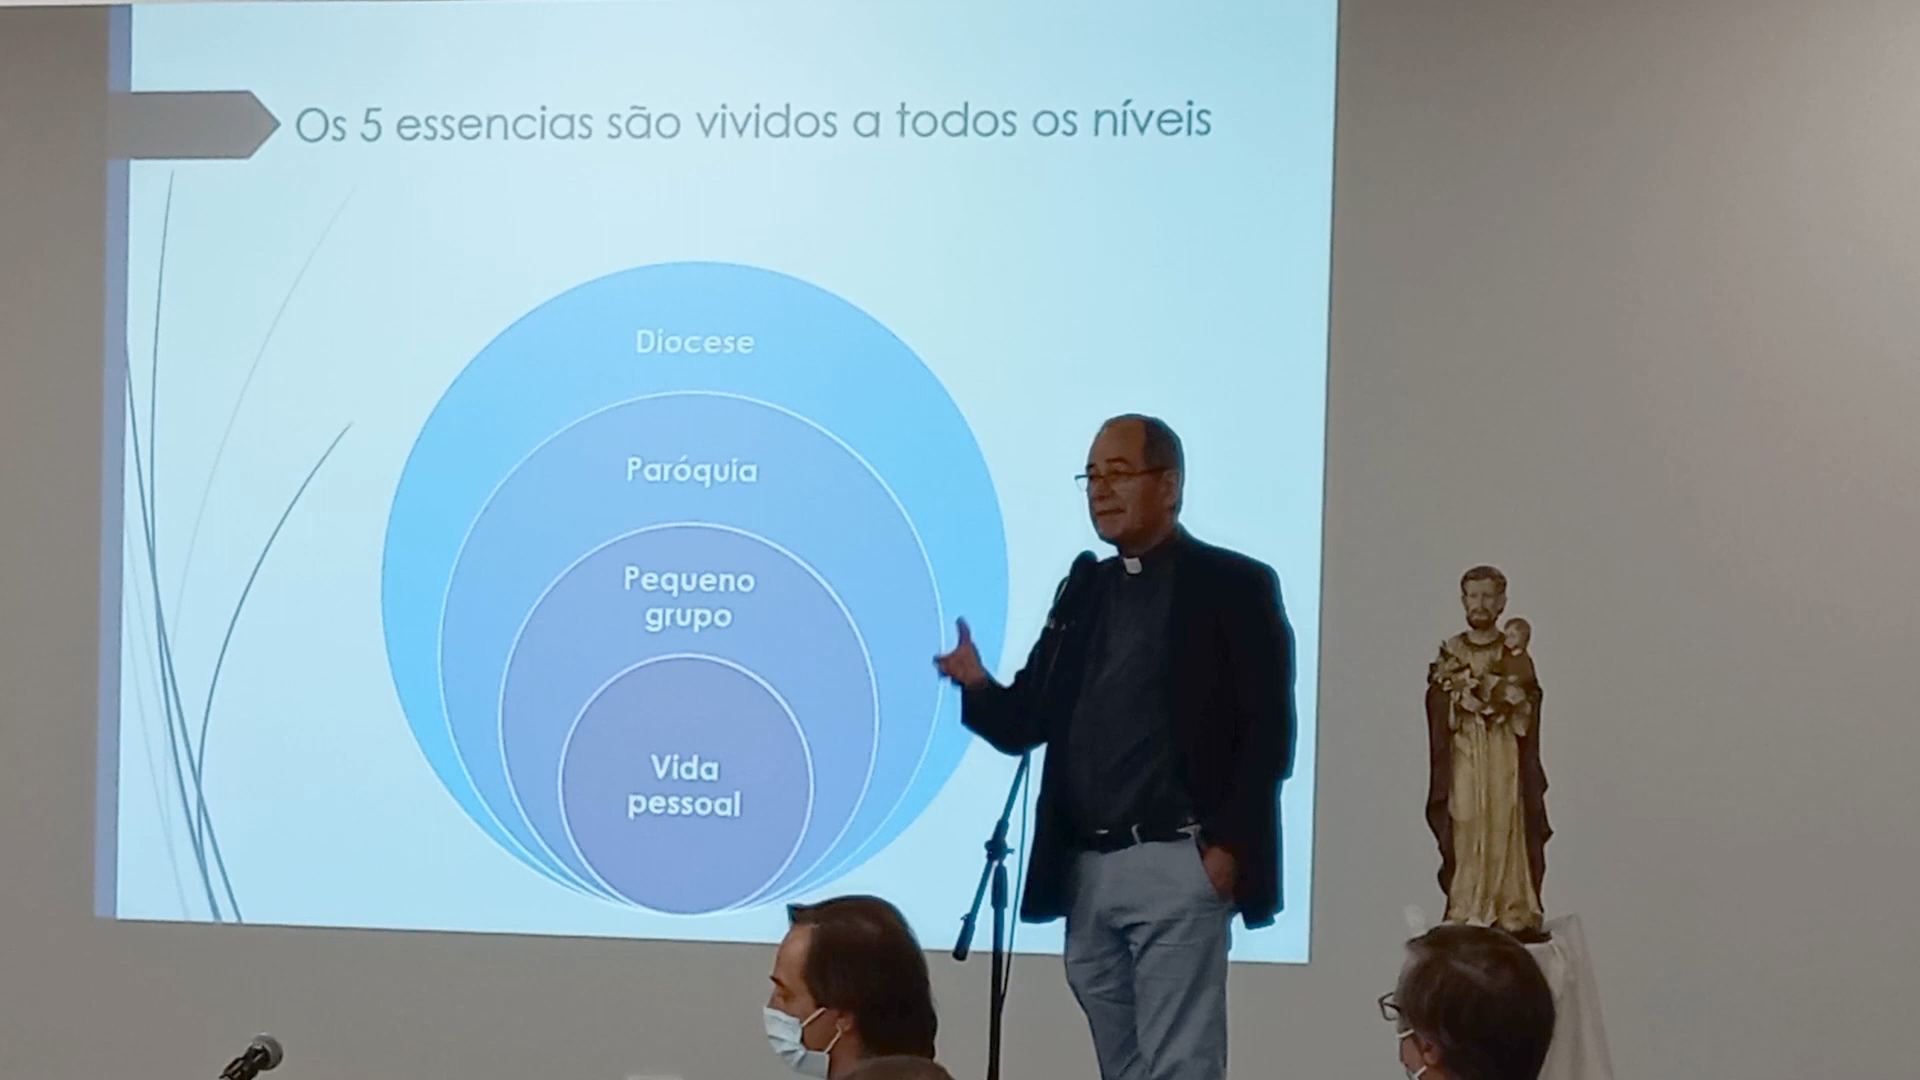 Os 5 essencias são vividos a todos os níveis
Diocese
Paróquia
Pequeno
grupo
Vida
pessoal